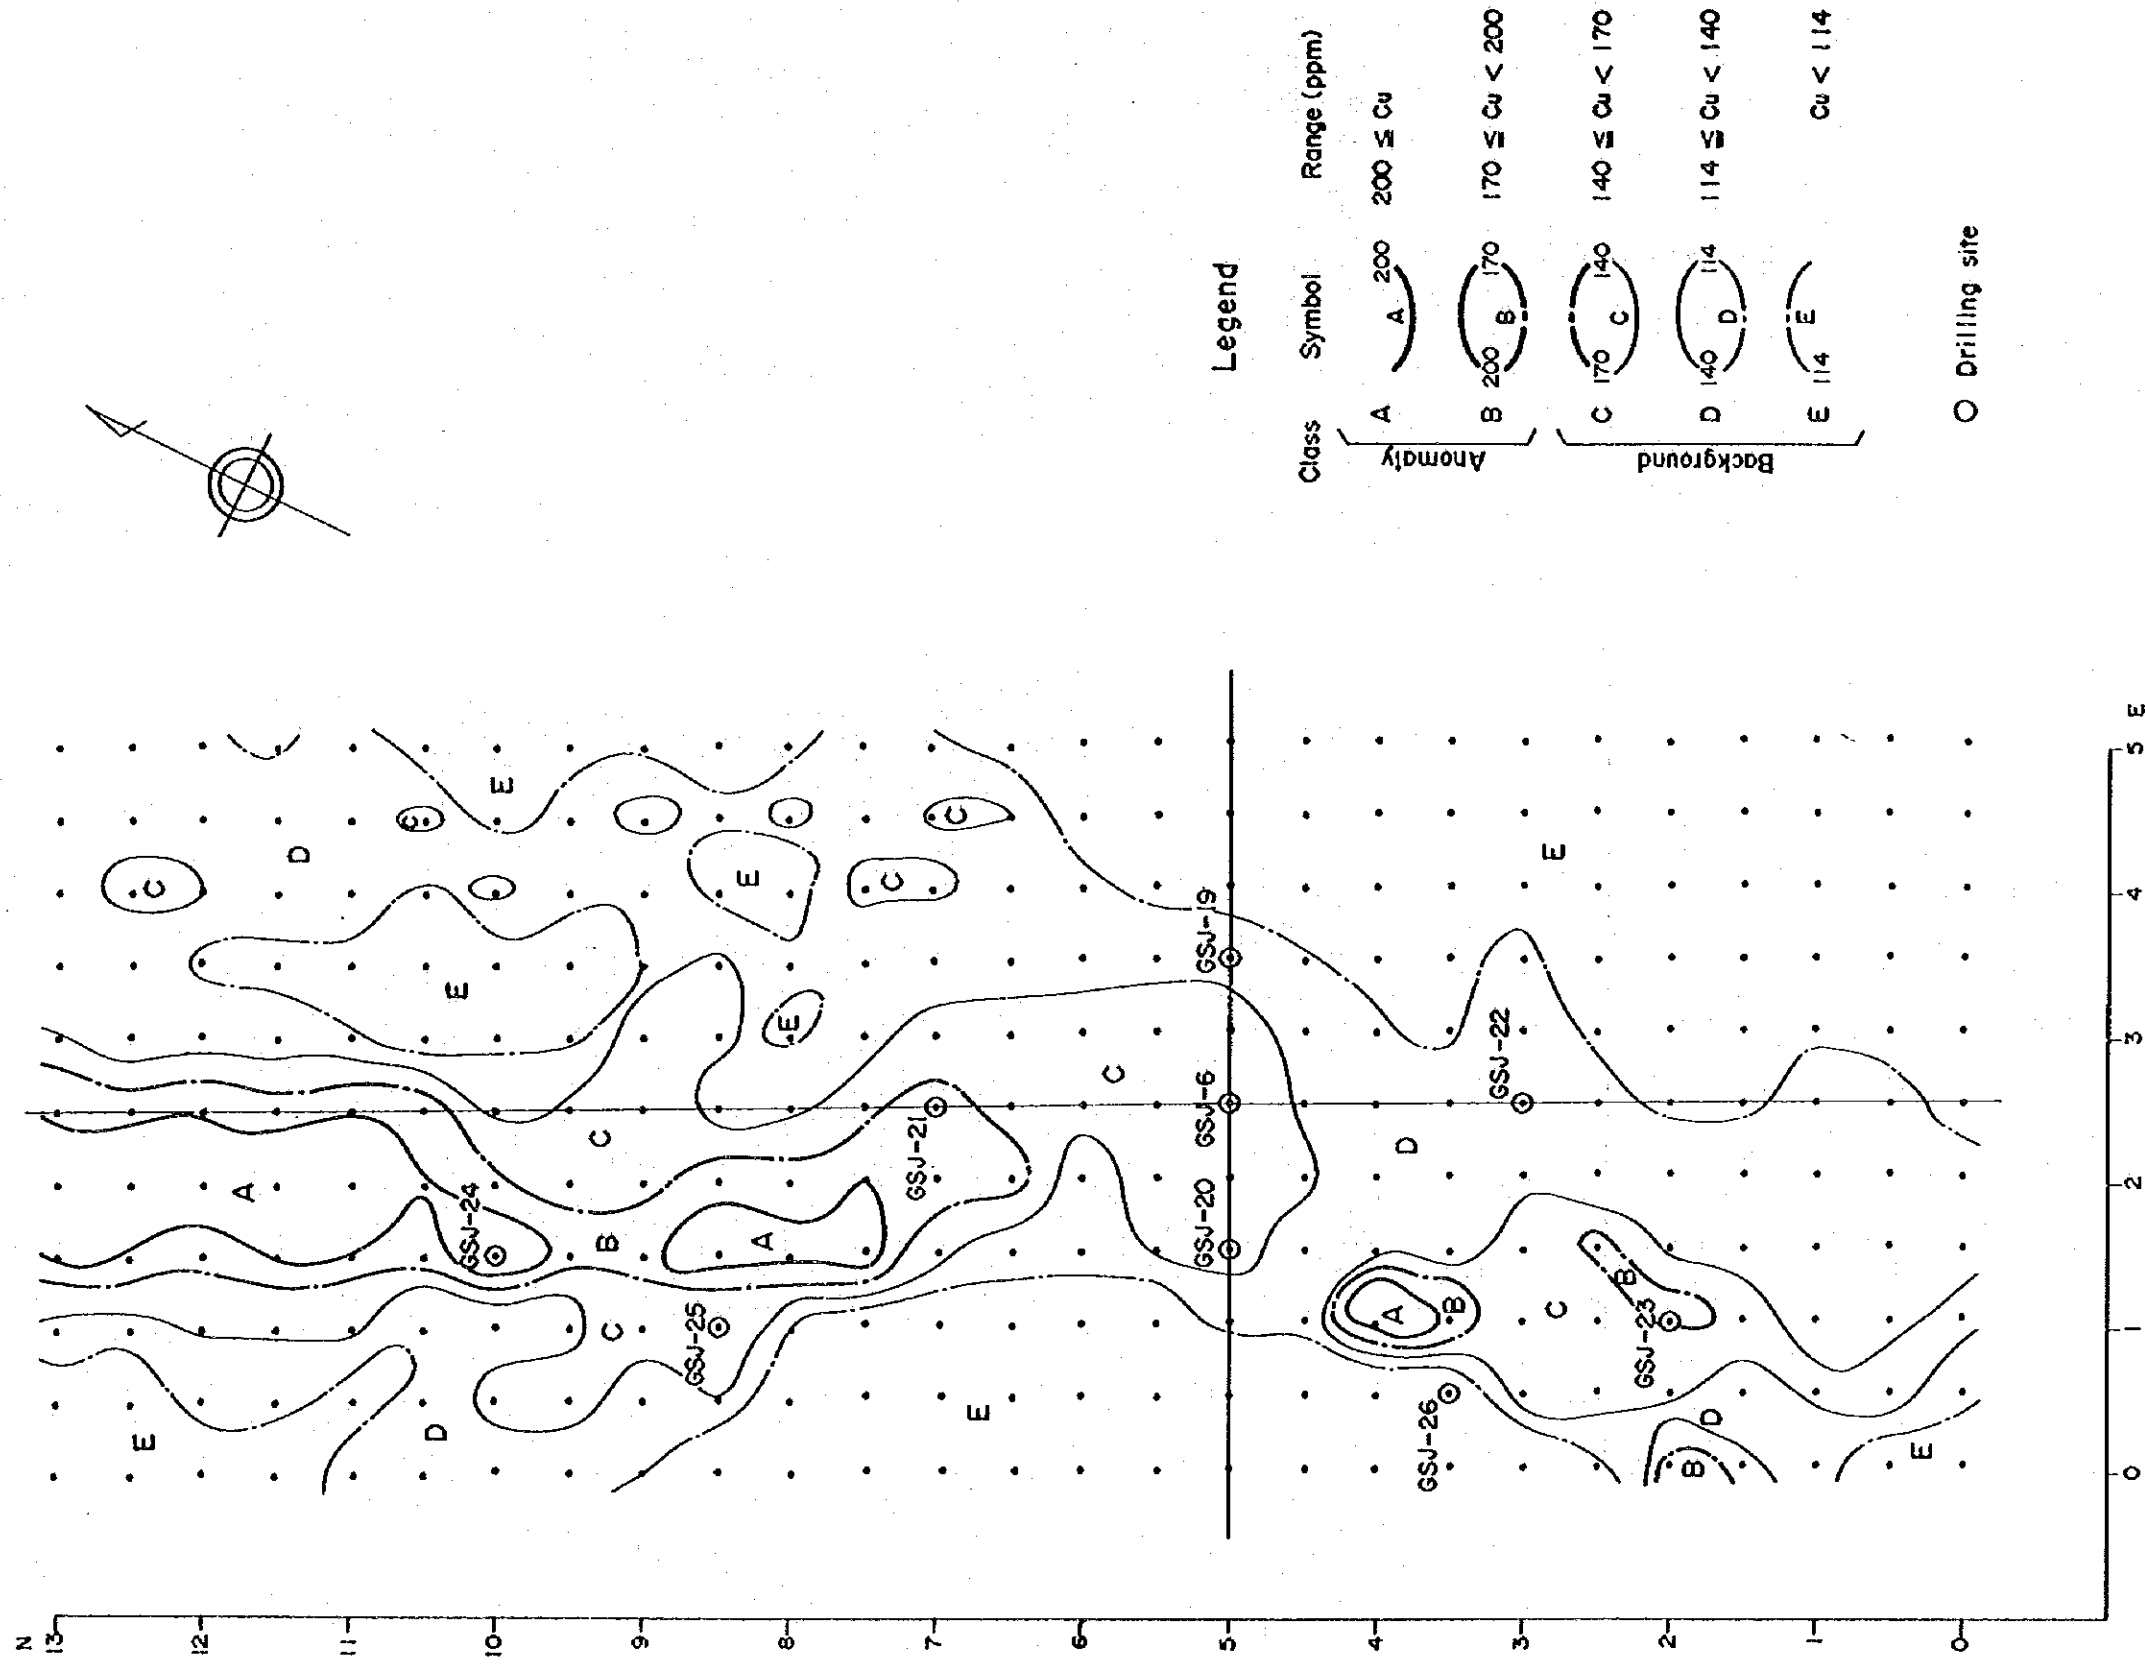 Legend
Class Symbol Range (ppm)
Anomaly
A A 200 200 ≦ Cu
B 200 B 170 170 ≦ Cu < 200
Background
C 170 C 140 140 ≦ Cu < 170
D 140 D 114 114 ≦ Cu < 140
E 114 E Cu < 114
○ Drilling site
N
13
12
11
10
9
8
7
6
5
4
3
2
1
0
0 1 2 3 4 5 E
E
D
A
C
D
C
E
C
E
GSJ-24
B
C
C
GSJ-25
A
E
E
C
C
GSJ-21
E
C
GSJ-20
GSJ-6
GSJ-19
A
B
D
GSJ-26
GSJ-22
E
C
B
GSJ-23
B
D
E